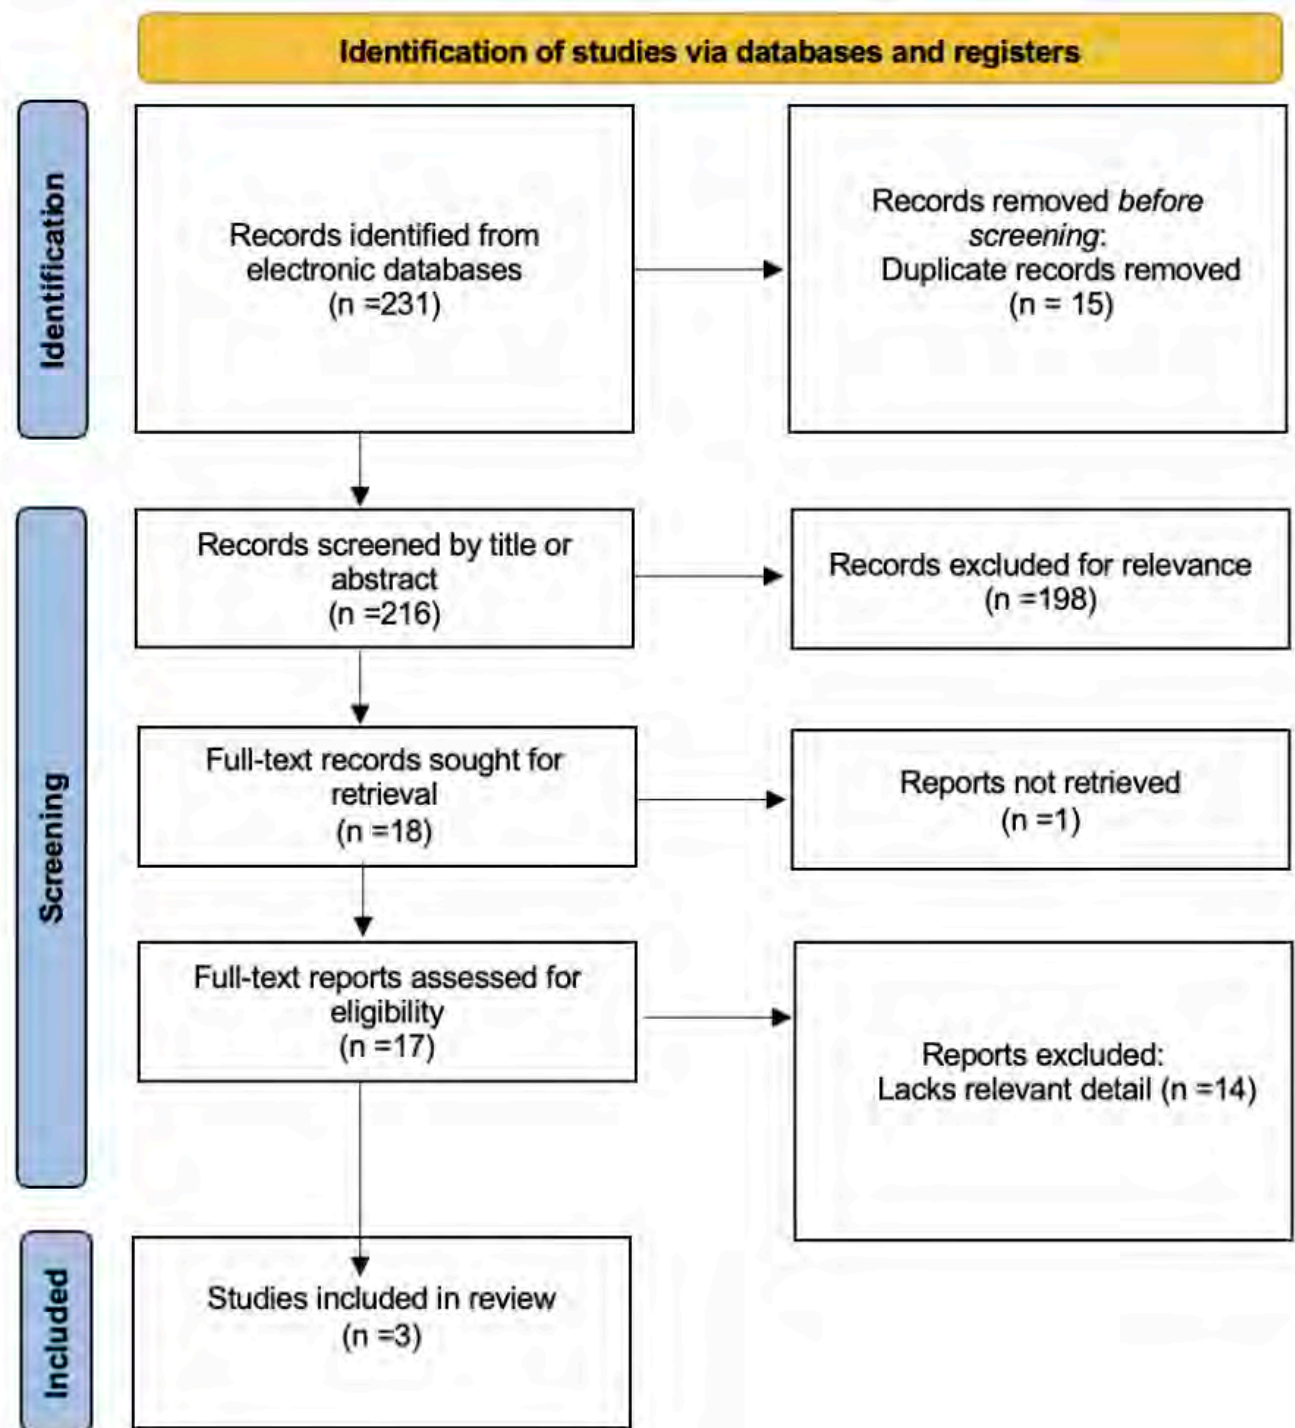 Identification of studies via databases and registers
Identification
Records identified from
electronic databases
(n =231)
Records removed before
screening:
Duplicate records removed
(n = 15)
Screening
Records screened by title or
abstract
(n =216)
Records excluded for relevance
(n =198)
Full-text records sought for
retrieval
(n =18)
Reports not retrieved
(n =1)
Full-text reports assessed for
eligibility
(n =17)
Reports excluded:
Lacks relevant detail (n =14)
Included
Studies included in review
(n =3)